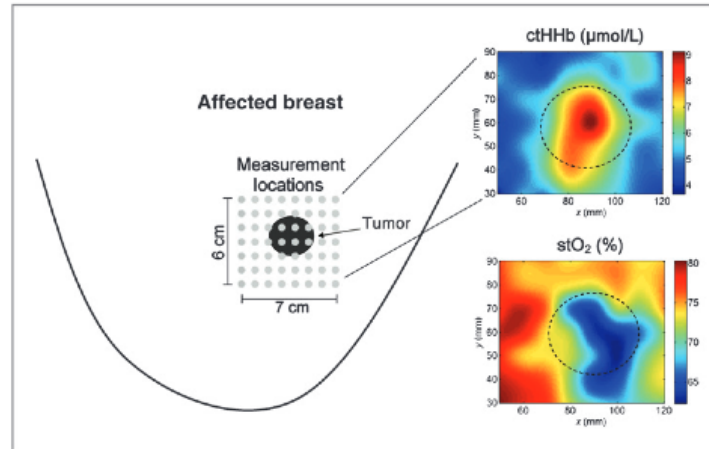 Affected breast
Measurement
locations
Tumor
6 cm
7 cm
ctHHb (µmol/L)
90
80
70
60
50
40
30
y (mm)
60
80
100
120
x (mm)
9
8
7
6
5
4
stO₂ (%)
90
80
70
60
50
40
30
y (mm)
60
80
100
120
x (mm)
80
75
70
65